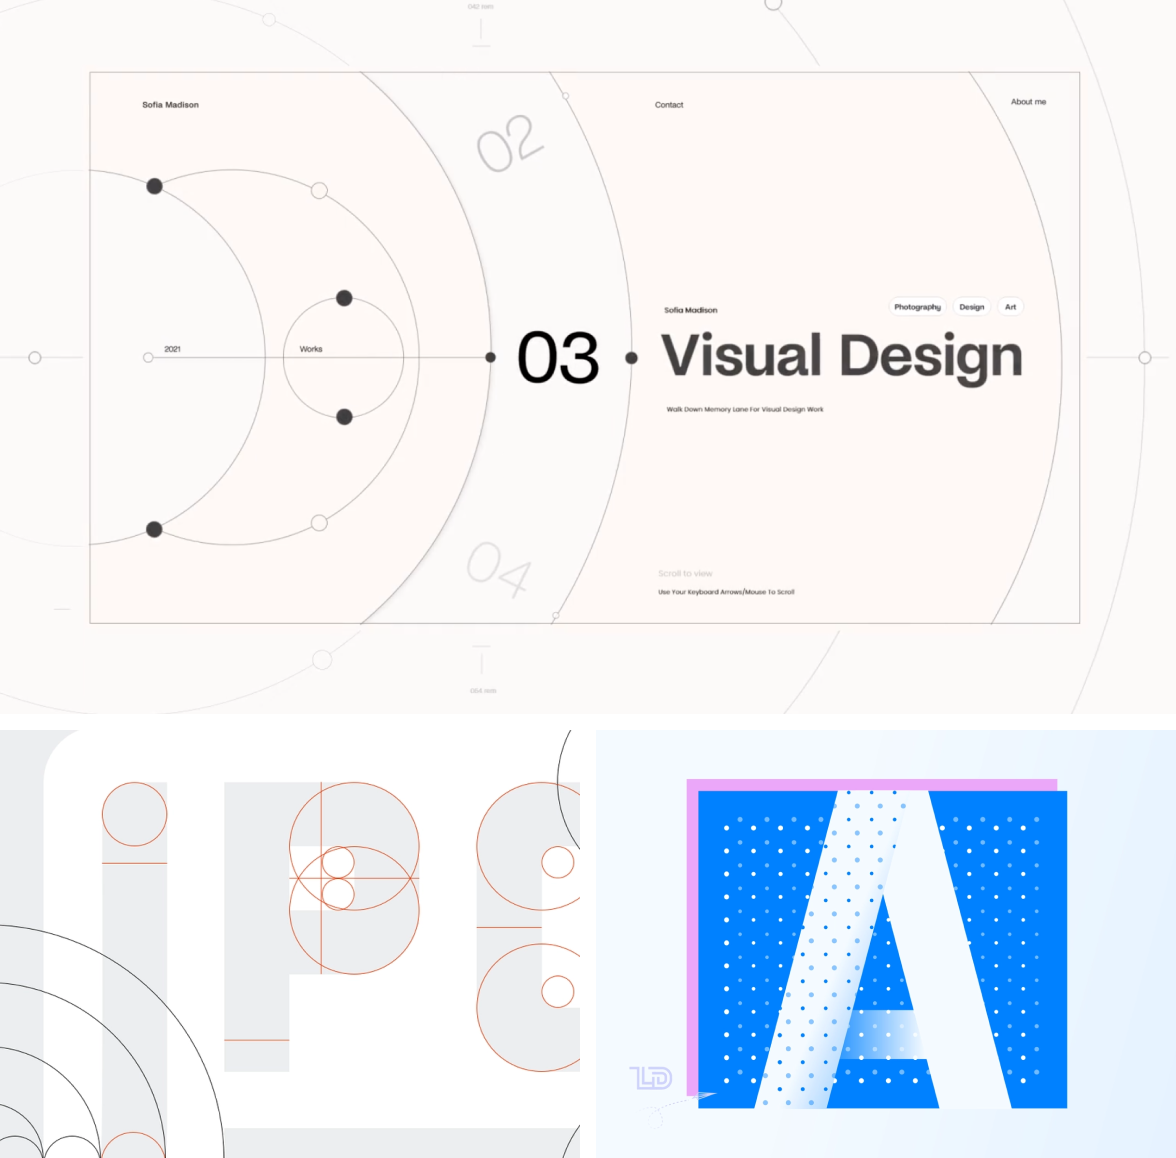 Sofia Madison
Contact
About me
02
2021
Works
03
Sofia Madison
Photography
Design
Art
Visual Design
Walk Down Memory Lane For Visual Design Work
04
Scroll to view
Use Your Keyboard Arrows/Mouse To Scroll
iPC
A